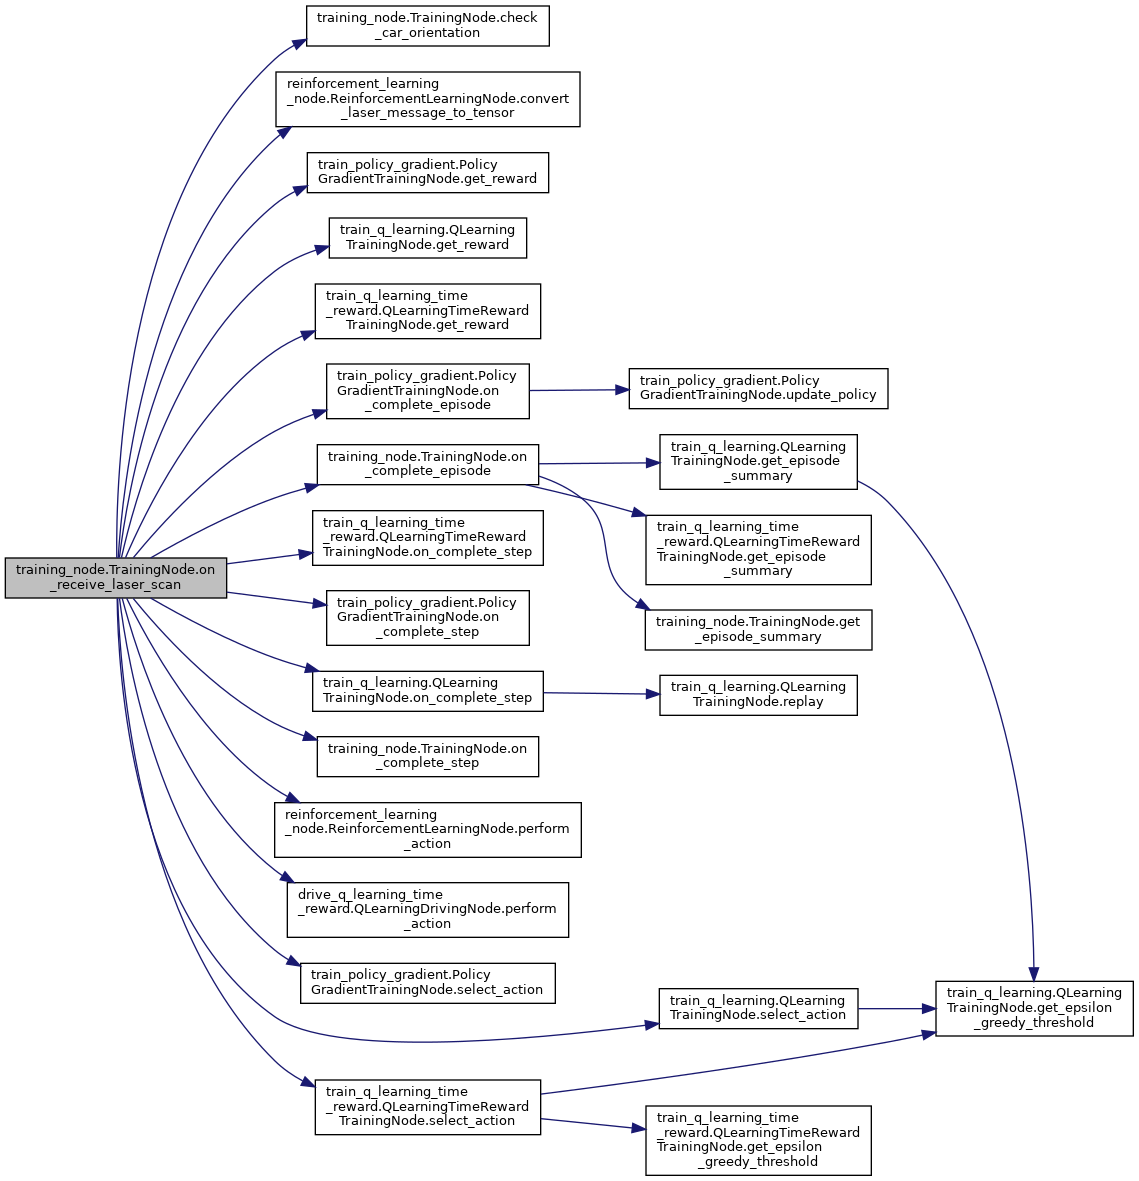 training_node.TrainingNode.check
_car_orientation
reinforcement_learning
_node.ReinforcementLearningNode.convert
_laser_message_to_tensor
train_policy_gradient.Policy
GradientTrainingNode.get_reward
train_q_learning.QLearning
TrainingNode.get_reward
train_q_learning_time
_reward.QLearningTimeReward
TrainingNode.get_reward
train_policy_gradient.Policy
GradientTrainingNode.on
_complete_episode
train_policy_gradient.Policy
GradientTrainingNode.update_policy
training_node.TrainingNode.on
_complete_episode
train_q_learning.QLearning
TrainingNode.get_episode
_summary
train_q_learning_time
_reward.QLearningTimeReward
TrainingNode.on_complete_step
train_q_learning_time
_reward.QLearningTimeReward
TrainingNode.get_episode
_summary
training_node.TrainingNode.on
_receive_laser_scan
train_policy_gradient.Policy
GradientTrainingNode.on
_complete_step
training_node.TrainingNode.get
_episode_summary
train_q_learning.QLearning
TrainingNode.on_complete_step
train_q_learning.QLearning
TrainingNode.replay
training_node.TrainingNode.on
_complete_step
reinforcement_learning
_node.ReinforcementLearningNode.perform
_action
drive_q_learning_time
_reward.QLearningDrivingNode.perform
_action
train_policy_gradient.Policy
GradientTrainingNode.select_action
train_q_learning.QLearning
TrainingNode.select_action
train_q_learning.QLearning
TrainingNode.get_epsilon
_greedy_threshold
train_q_learning_time
_reward.QLearningTimeReward
TrainingNode.select_action
train_q_learning_time
_reward.QLearningTimeReward
TrainingNode.get_epsilon
_greedy_threshold